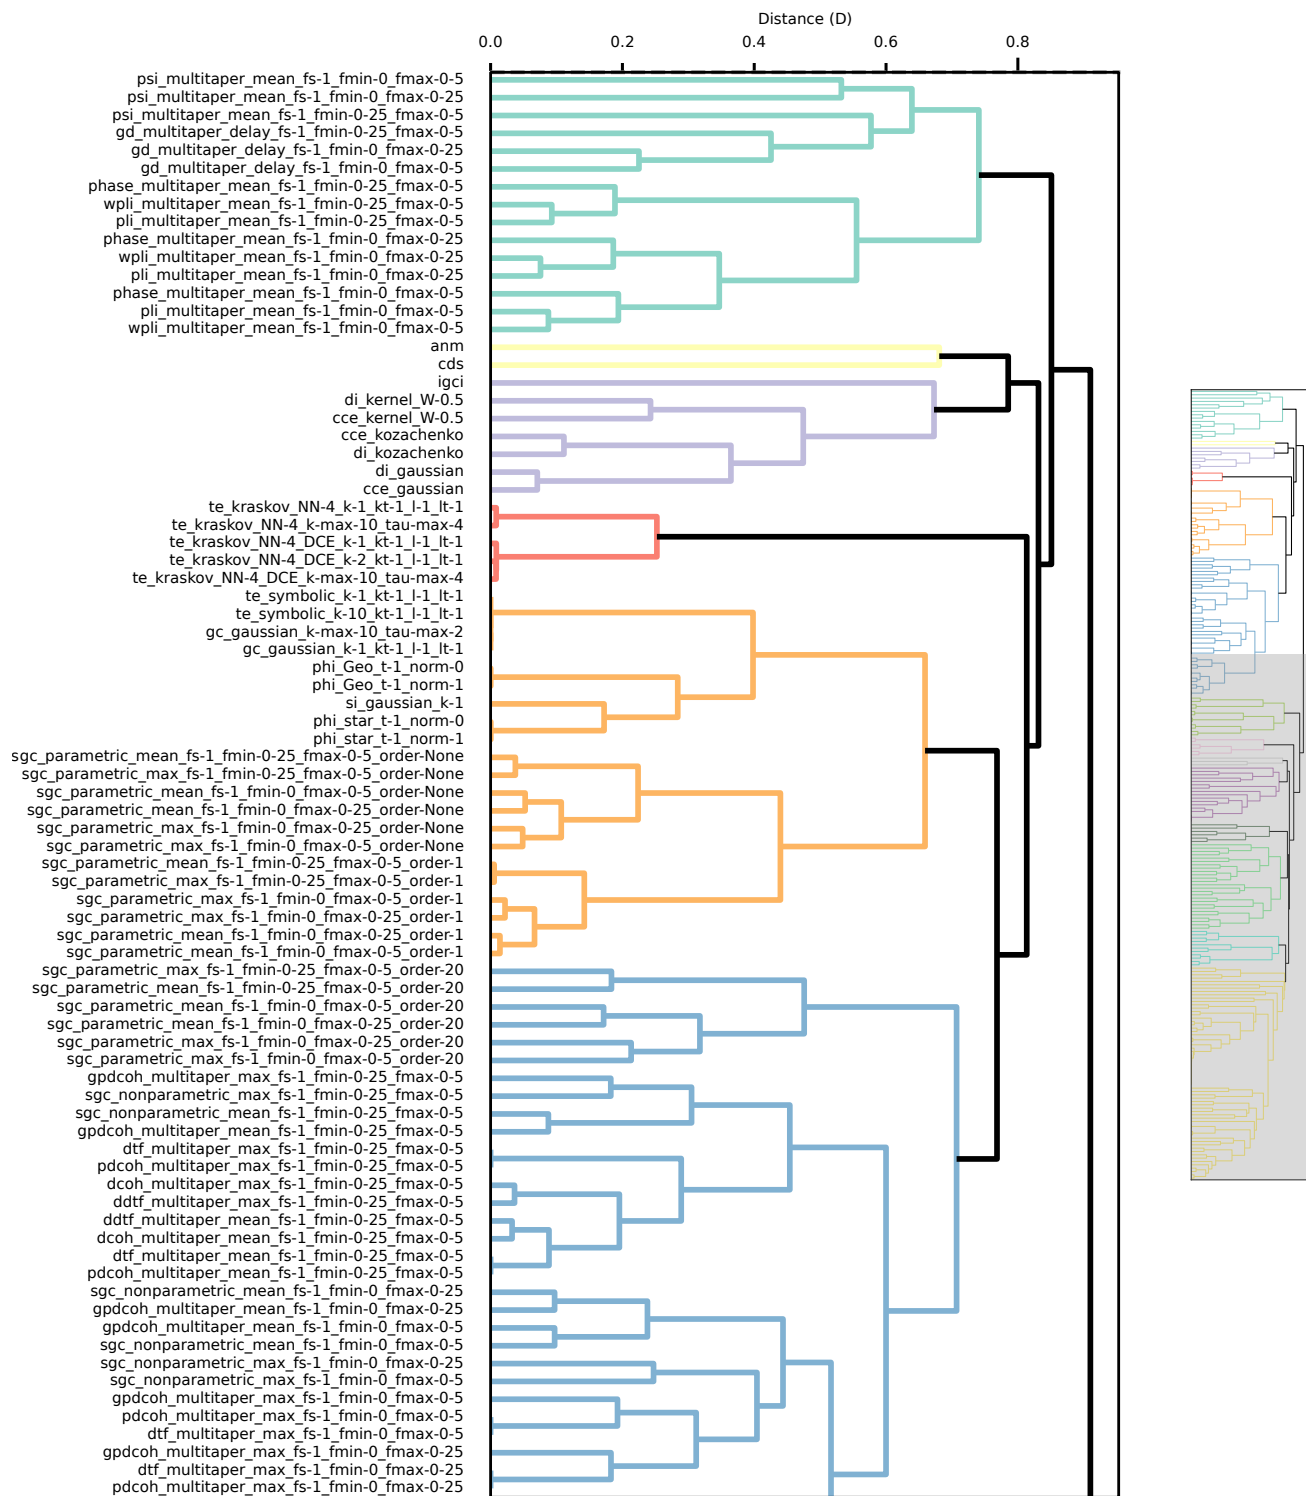 Distance (D)
0.0 0.2 0.4 0.6 0.8
psi_multitaper_mean_fs-1_fmin-0_fmax-0-5
psi_multitaper_mean_fs-1_fmin-0_fmax-0-25
psi_multitaper_mean_fs-1_fmin-0-25_fmax-0-5
gd_multitaper_delay_fs-1_fmin-0-25_fmax-0-5
gd_multitaper_delay_fs-1_fmin-0_fmax-0-25
gd_multitaper_delay_fs-1_fmin-0_fmax-0-5
phase_multitaper_mean_fs-1_fmin-0-25_fmax-0-5
wpli_multitaper_mean_fs-1_fmin-0-25_fmax-0-5
pli_multitaper_mean_fs-1_fmin-0-25_fmax-0-5
phase_multitaper_mean_fs-1_fmin-0_fmax-0-25
wpli_multitaper_mean_fs-1_fmin-0_fmax-0-25
pli_multitaper_mean_fs-1_fmin-0_fmax-0-25
phase_multitaper_mean_fs-1_fmin-0_fmax-0-5
pli_multitaper_mean_fs-1_fmin-0_fmax-0-5
wpli_multitaper_mean_fs-1_fmin-0_fmax-0-5
anm
cds
igci
di_kernel_W-0.5
cce_kernel_W-0.5
cce_kozachenko
di_kozachenko
di_gaussian
cce_gaussian
te_kraskov_NN-4_k-1_kt-1_l-1_lt-1
te_kraskov_NN-4_k-max-10_tau-max-4
te_kraskov_NN-4_DCE_k-1_kt-1_l-1_lt-1
te_kraskov_NN-4_DCE_k-2_kt-1_l-1_lt-1
te_kraskov_NN-4_DCE_k-max-10_tau-max-4
te_symbolic_k-1_kt-1_l-1_lt-1
te_symbolic_k-10_kt-1_l-1_lt-1
gc_gaussian_k-max-10_tau-max-2
gc_gaussian_k-1_kt-1_l-1_lt-1
phi_Geo_t-1_norm-0
phi_Geo_t-1_norm-1
si_gaussian_k-1
phi_star_t-1_norm-0
phi_star_t-1_norm-1
sgc_parametric_mean_fs-1_fmin-0-25_fmax-0-5_order-None
sgc_parametric_max_fs-1_fmin-0-25_fmax-0-5_order-None
sgc_parametric_mean_fs-1_fmin-0_fmax-0-5_order-None
sgc_parametric_mean_fs-1_fmin-0_fmax-0-25_order-None
sgc_parametric_max_fs-1_fmin-0_fmax-0-25_order-None
sgc_parametric_max_fs-1_fmin-0_fmax-0-5_order-None
sgc_parametric_mean_fs-1_fmin-0-25_fmax-0-5_order-1
sgc_parametric_max_fs-1_fmin-0-25_fmax-0-5_order-1
sgc_parametric_max_fs-1_fmin-0_fmax-0-5_order-1
sgc_parametric_max_fs-1_fmin-0_fmax-0-25_order-1
sgc_parametric_mean_fs-1_fmin-0_fmax-0-25_order-1
sgc_parametric_mean_fs-1_fmin-0_fmax-0-5_order-1
sgc_parametric_max_fs-1_fmin-0-25_fmax-0-5_order-20
sgc_parametric_mean_fs-1_fmin-0-25_fmax-0-5_order-20
sgc_parametric_mean_fs-1_fmin-0_fmax-0-5_order-20
sgc_parametric_mean_fs-1_fmin-0_fmax-0-25_order-20
sgc_parametric_max_fs-1_fmin-0_fmax-0-25_order-20
sgc_parametric_max_fs-1_fmin-0_fmax-0-5_order-20
gpdcoh_multitaper_max_fs-1_fmin-0-25_fmax-0-5
sgc_nonparametric_max_fs-1_fmin-0-25_fmax-0-5
sgc_nonparametric_mean_fs-1_fmin-0-25_fmax-0-5
gpdcoh_multitaper_mean_fs-1_fmin-0-25_fmax-0-5
dtf_multitaper_max_fs-1_fmin-0-25_fmax-0-5
pdcoh_multitaper_max_fs-1_fmin-0-25_fmax-0-5
dcoh_multitaper_max_fs-1_fmin-0-25_fmax-0-5
ddtf_multitaper_max_fs-1_fmin-0-25_fmax-0-5
ddtf_multitaper_mean_fs-1_fmin-0-25_fmax-0-5
dcoh_multitaper_mean_fs-1_fmin-0-25_fmax-0-5
dtf_multitaper_mean_fs-1_fmin-0-25_fmax-0-5
pdcoh_multitaper_mean_fs-1_fmin-0-25_fmax-0-5
sgc_nonparametric_mean_fs-1_fmin-0_fmax-0-25
gpdcoh_multitaper_mean_fs-1_fmin-0_fmax-0-25
gpdcoh_multitaper_mean_fs-1_fmin-0_fmax-0-5
sgc_nonparametric_mean_fs-1_fmin-0_fmax-0-5
sgc_nonparametric_max_fs-1_fmin-0_fmax-0-25
sgc_nonparametric_max_fs-1_fmin-0_fmax-0-5
gpdcoh_multitaper_max_fs-1_fmin-0_fmax-0-5
pdcoh_multitaper_max_fs-1_fmin-0_fmax-0-5
dtf_multitaper_max_fs-1_fmin-0_fmax-0-5
gpdcoh_multitaper_max_fs-1_fmin-0_fmax-0-25
dtf_multitaper_max_fs-1_fmin-0_fmax-0-25
pdcoh_multitaper_max_fs-1_fmin-0_fmax-0-25